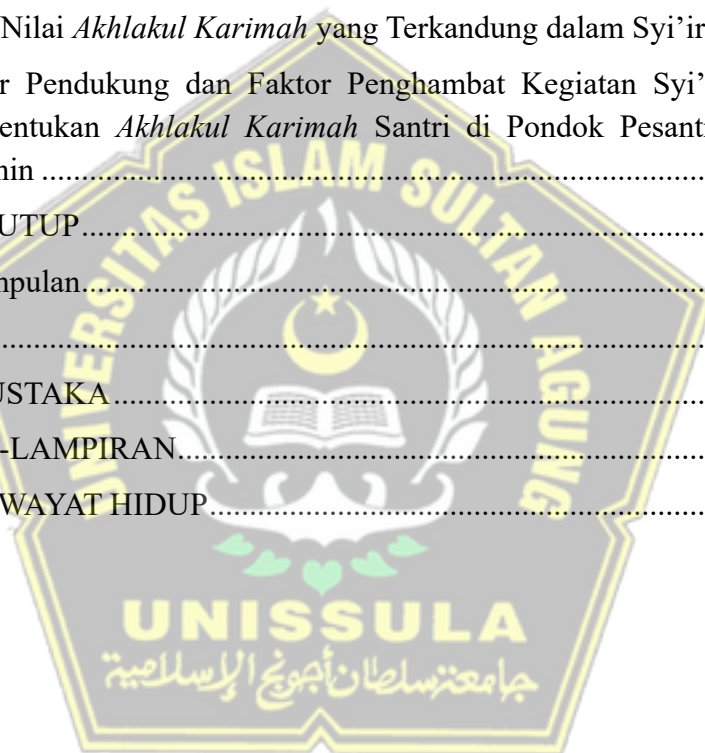 Nilai Akhlakul Karimah yang Terkandung dalam Syi’ir
r Pendukung dan Faktor Penghambat Kegiatan Syi’
entukan Akhlakul Karimah Santri di Pondok Pesant
nin ........................................................................
UTUP........................................................................
npulan........................................................................
........................................................................
USTAKA........................................................................
-LAMPIRAN........................................................................
WAYAT HIDUP........................................................................
UNIVERSITAS ISLAM SULTAN AGUNG
UNISSULA
جامعة سلطان أجونج الإسلامية